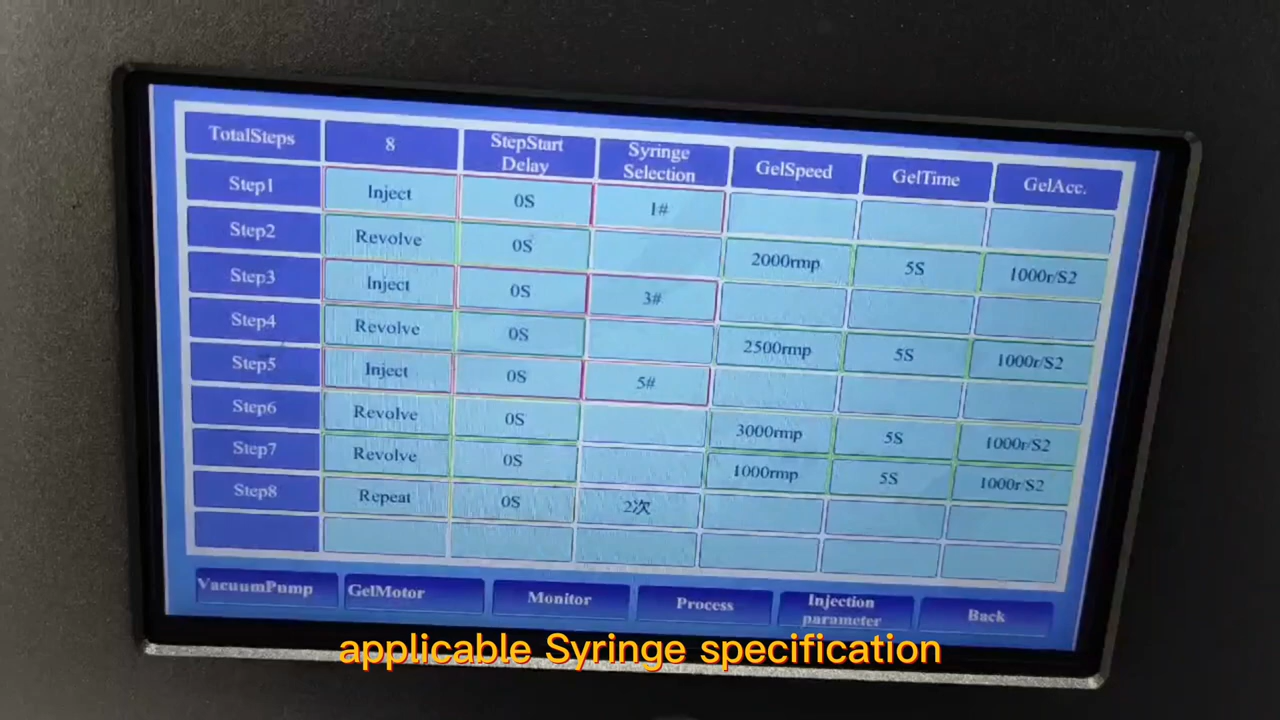 TotalSteps 8 StepStart Delay Syringe Selection GelSpeed GelTime GelAcc.
Step1 Inject 0S 1#
Step2 Revolve 0S 2000rmp 5S 1000r/S2
Step3 Inject 0S 3#
Step4 Revolve 0S 2500rmp 5S 1000r/S2
Step5 Inject 0S 5#
Step6 Revolve 0S 3000rmp 5S 1000r/S2
Step7 Revolve 0S 1000rmp 5S 1000r/S2
Step8 Repeat 0S 2次
VacuumPump GelMotor Monitor Process Injection parameter Back
applicable Syringe specification